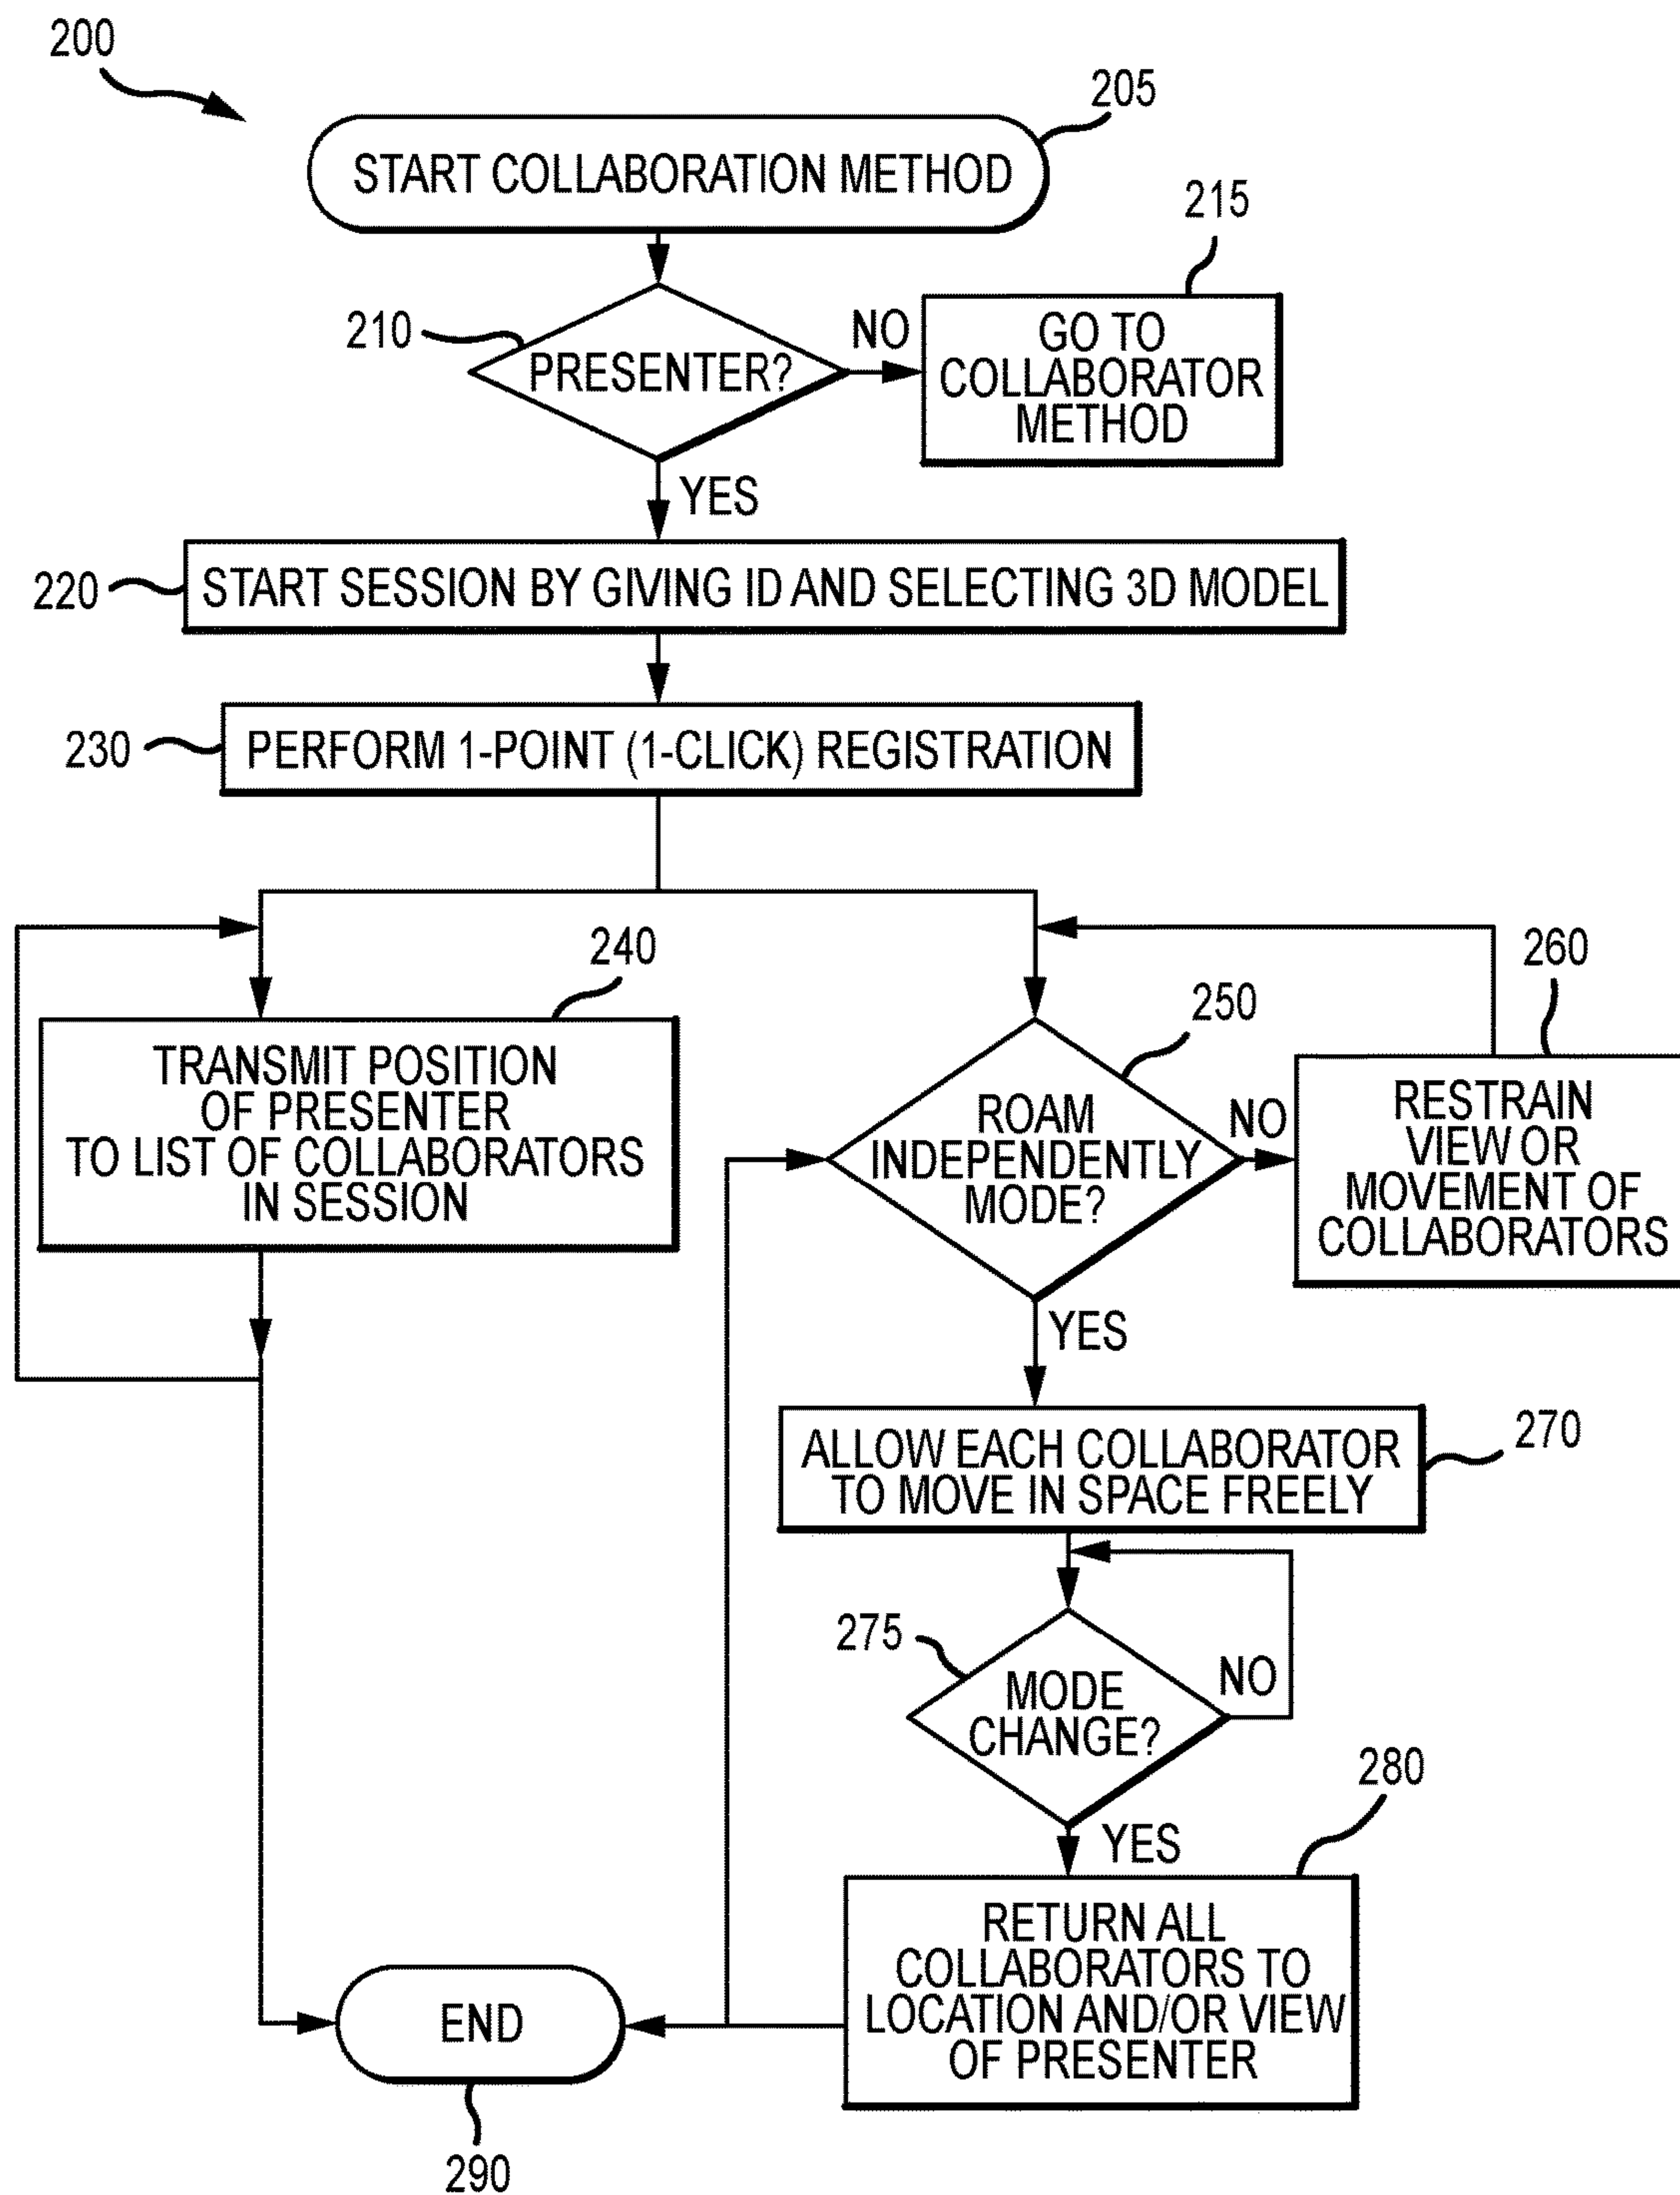 200
205
START COLLABORATION METHOD
215
210
PRESENTER?
NO
GO TO
COLLABORATOR
METHOD
YES
220
START SESSION BY GIVING ID AND SELECTING 3D MODEL
230
PERFORM 1-POINT (1-CLICK) REGISTRATION
240
TRANSMIT POSITION
OF PRESENTER
TO LIST OF COLLABORATORS
IN SESSION
250
ROAM
INDEPENDENTLY
MODE?
NO
260
RESTRAIN
VIEW OR
MOVEMENT OF
COLLABORATORS
YES
270
ALLOW EACH COLLABORATOR
TO MOVE IN SPACE FREELY
275
MODE
CHANGE?
NO
YES
280
RETURN ALL
COLLABORATORS TO
LOCATION AND/OR VIEW
OF PRESENTER
END
290